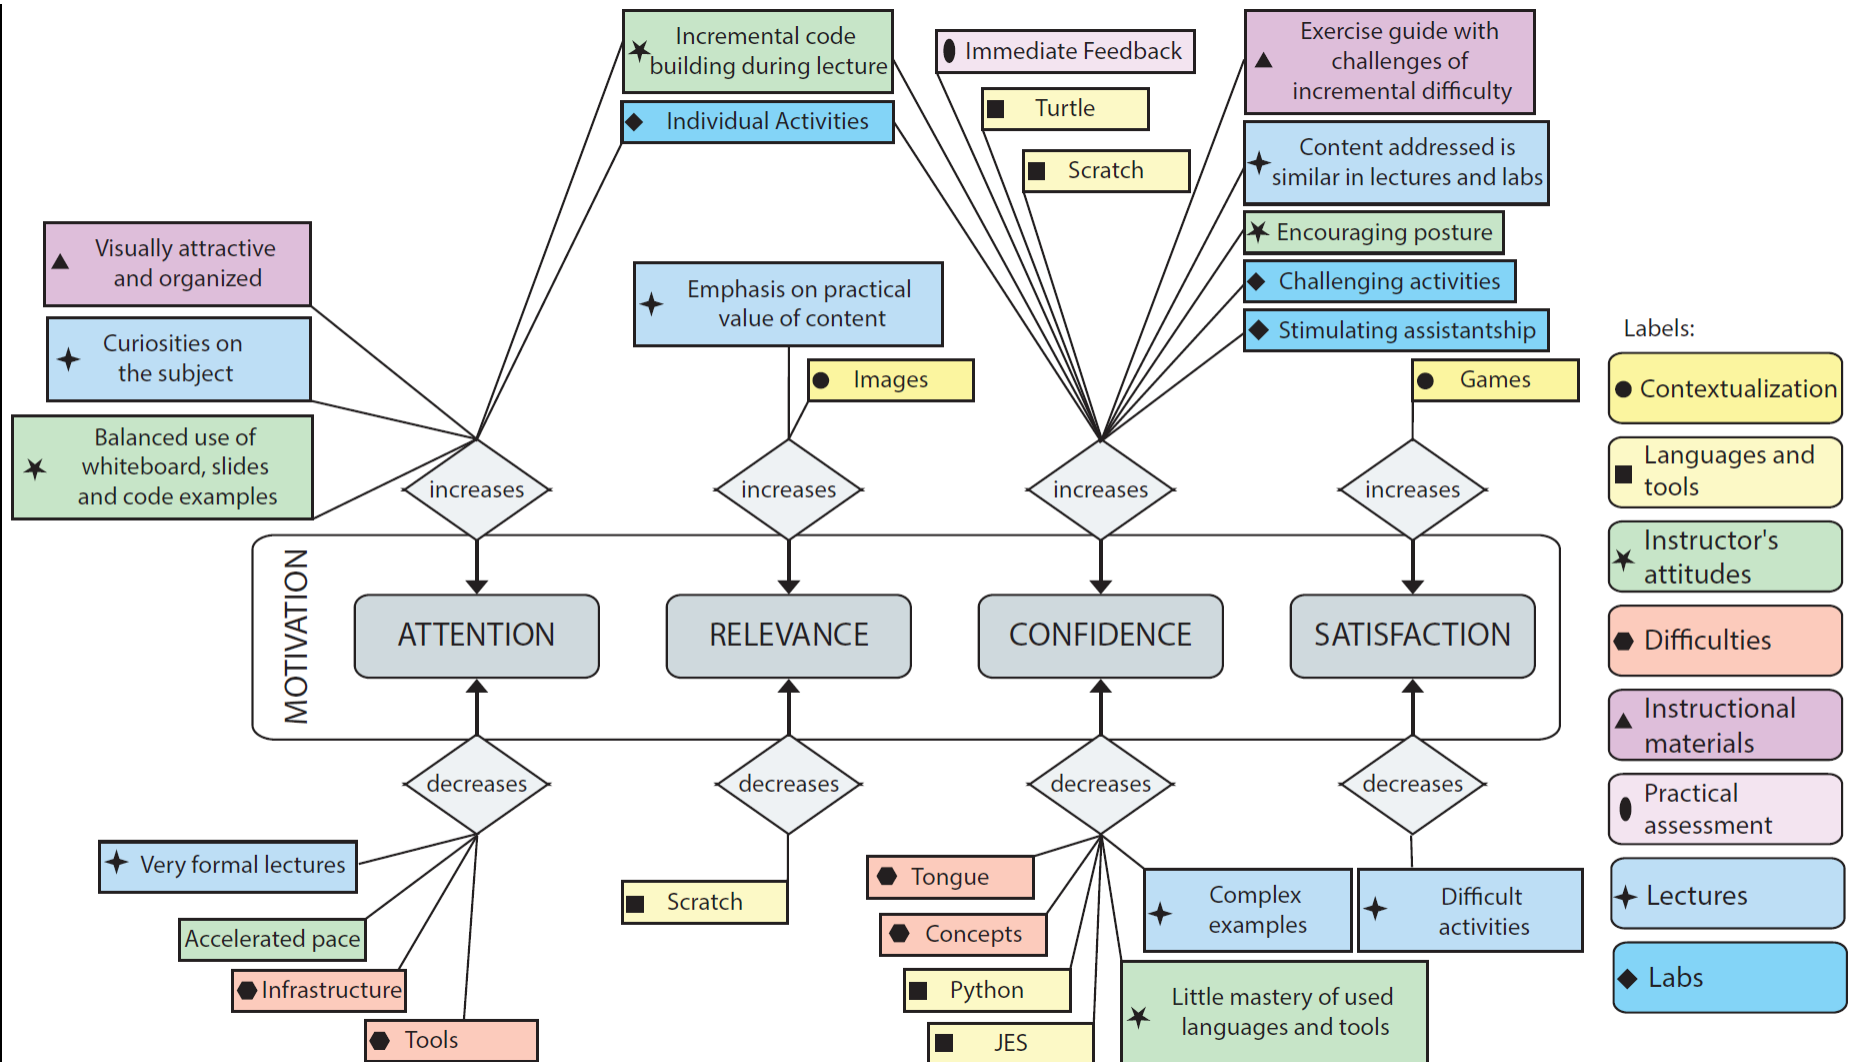 Incremental code
building during lecture
Individual Activities
Immediate Feedback
Turtle
Scratch
Exercise guide with
challenges of
incremental difficulty
Content addressed is
similar in lectures and labs
Encouraging posture
Challenging activities
Stimulating assistantship
Visually attractive
and organized
Curiosities on
the subject
Balanced use of
whiteboard, slides
and code examples
Emphasis on practical
value of content
Images
Games
increases
increases
increases
increases
MOTIVATION
ATTENTION
RELEVANCE
CONFIDENCE
SATISFACTION
decreases
decreases
decreases
decreases
Very formal lectures
Accelerated pace
Infrastructure
Tools
Scratch
Tongue
Concepts
Python
JES
Complex
examples
Little mastery of used
languages and tools
Difficult
activities
Labels:
Contextualization
Languages and
tools
Instructor's
attitudes
Difficulties
Instructional
materials
Practical
assessment
Lectures
Labs